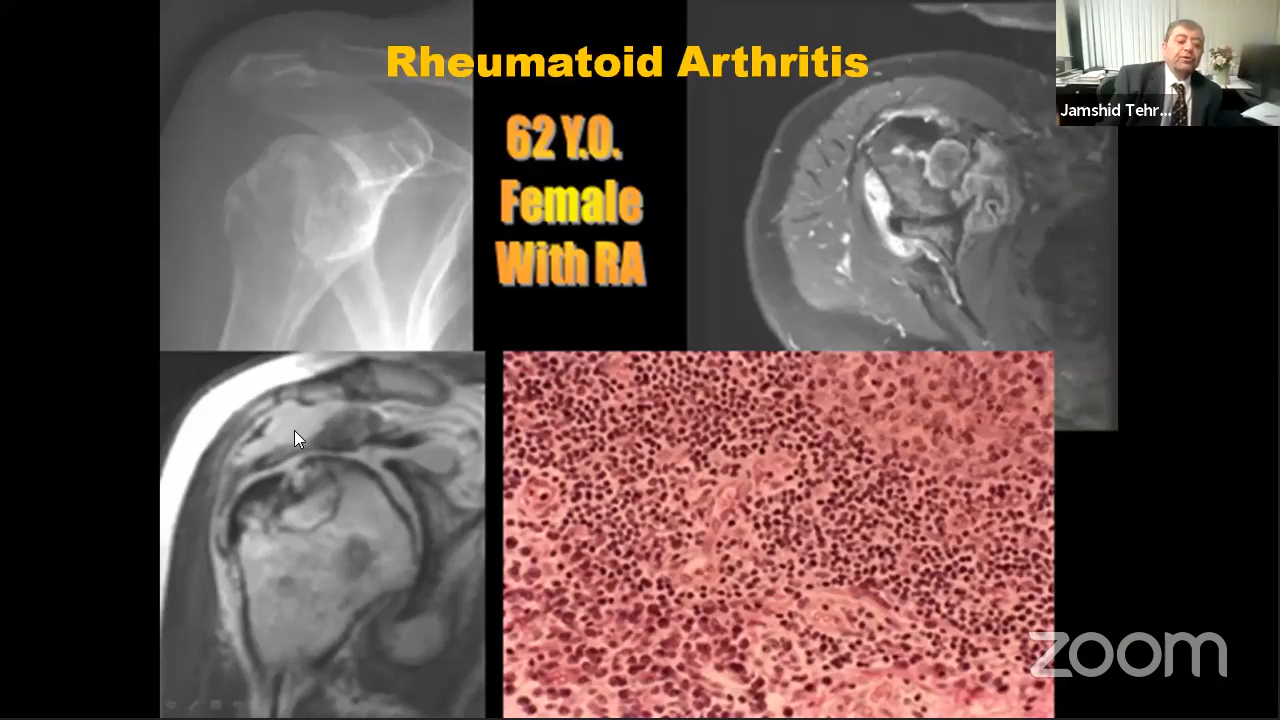 Rheumatoid Arthritis
62 Y.O.
Female
With RA
Jamshid Tehr...
zoom